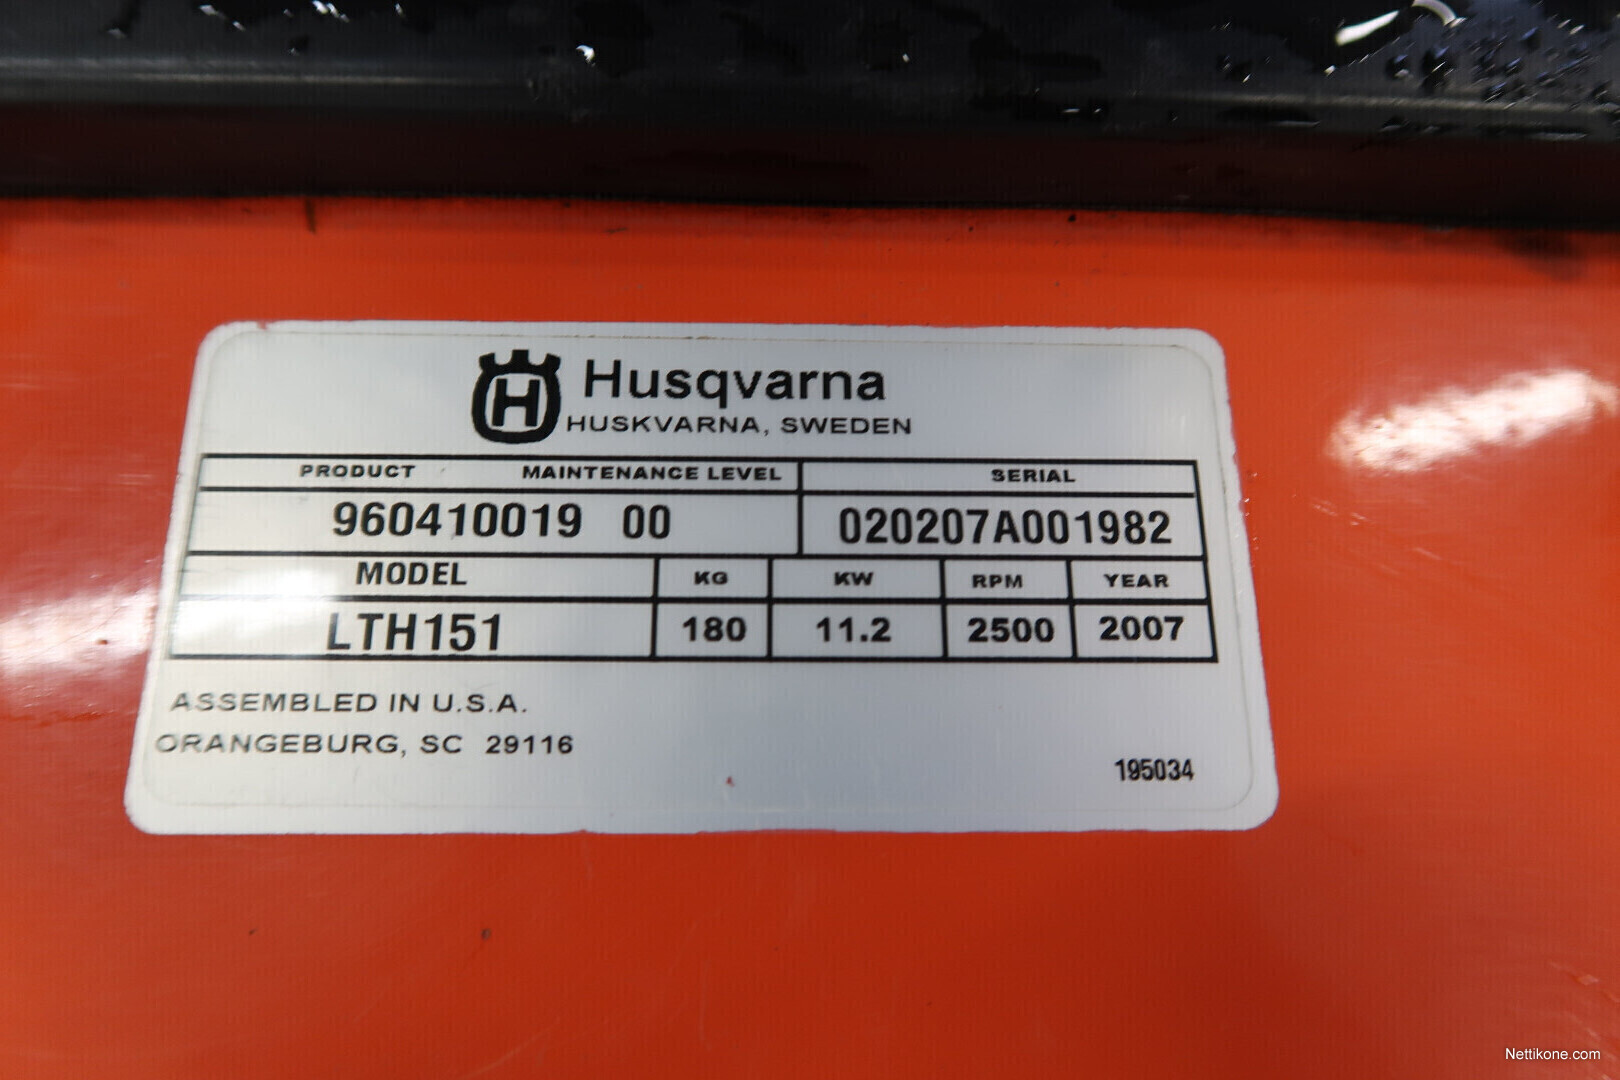 H Husqvarna
HUSKVARNA, SWEDEN
PRODUCT MAINTENANCE LEVEL SERIAL
960410019 00 020207A001982
MODEL KG KW RPM YEAR
LTH151 180 11.2 2500 2007
ASSEMBLED IN U.S.A.
ORANGEBURG, SC 29116
195034
Nettikone.com